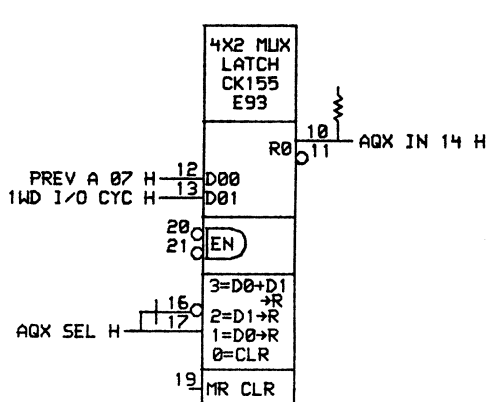 4X2 MUX
LATCH
CK155
E93
10
R0
11
AQX IN 14 H
PREV A 07 H
12
D00
1WD I/O CYC H
13
D01
20
21
EN
3=D0+D1
→R
2=D1→R
1=D0→R
0=CLR
16
17
AQX SEL H
19
MR CLR